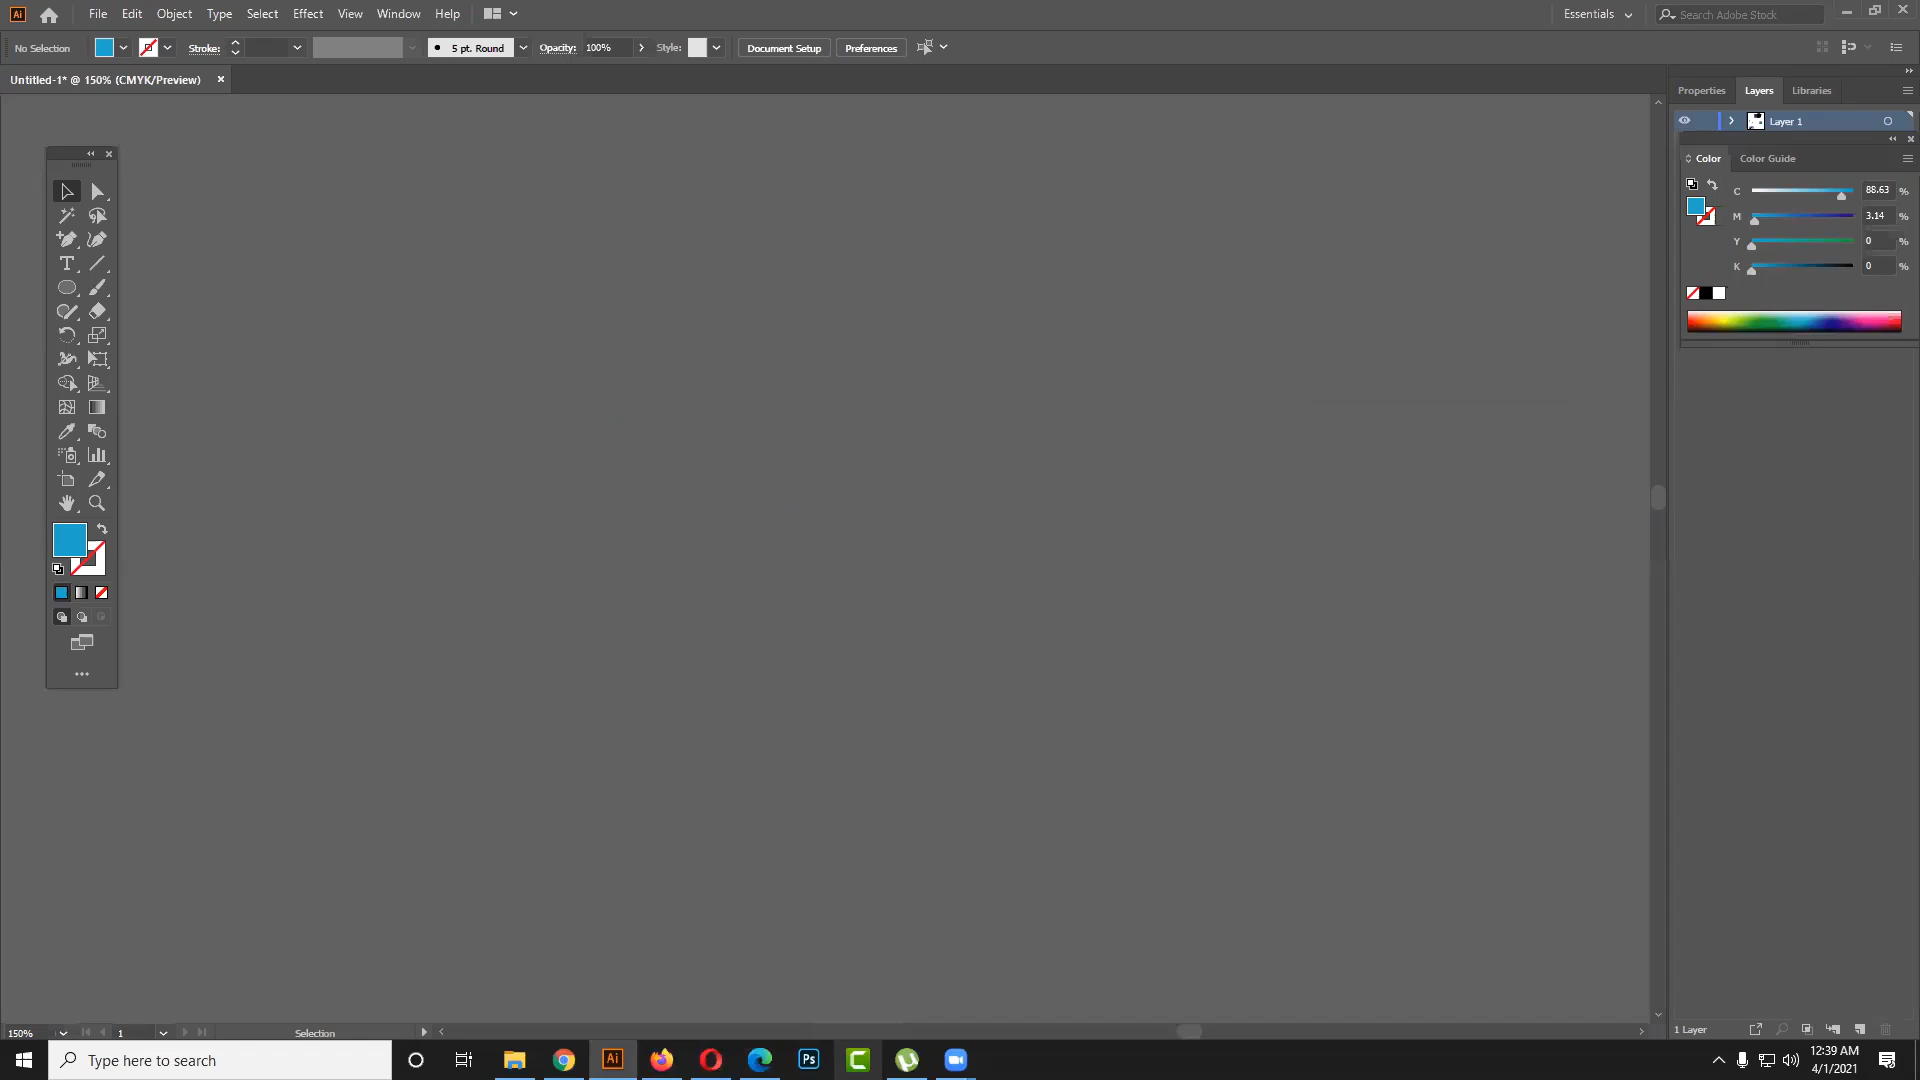 Ai File Edit Object Type Select Effect View Window Help Essentials Search Adobe Stock
No Selection Stroke: 5 pt. Round Opacity: 100% Style: Document Setup Preferences
Untitled-1* @ 150% (CMYK/Preview)
Properties Layers Libraries
Layer 1
Color Color Guide
C 88.63 %
M 3.14 %
Y 0 %
K 0 %
T
150% 1 Selection 1 Layer
Type here to search Ai Ps 12:39 AM
4/1/2021